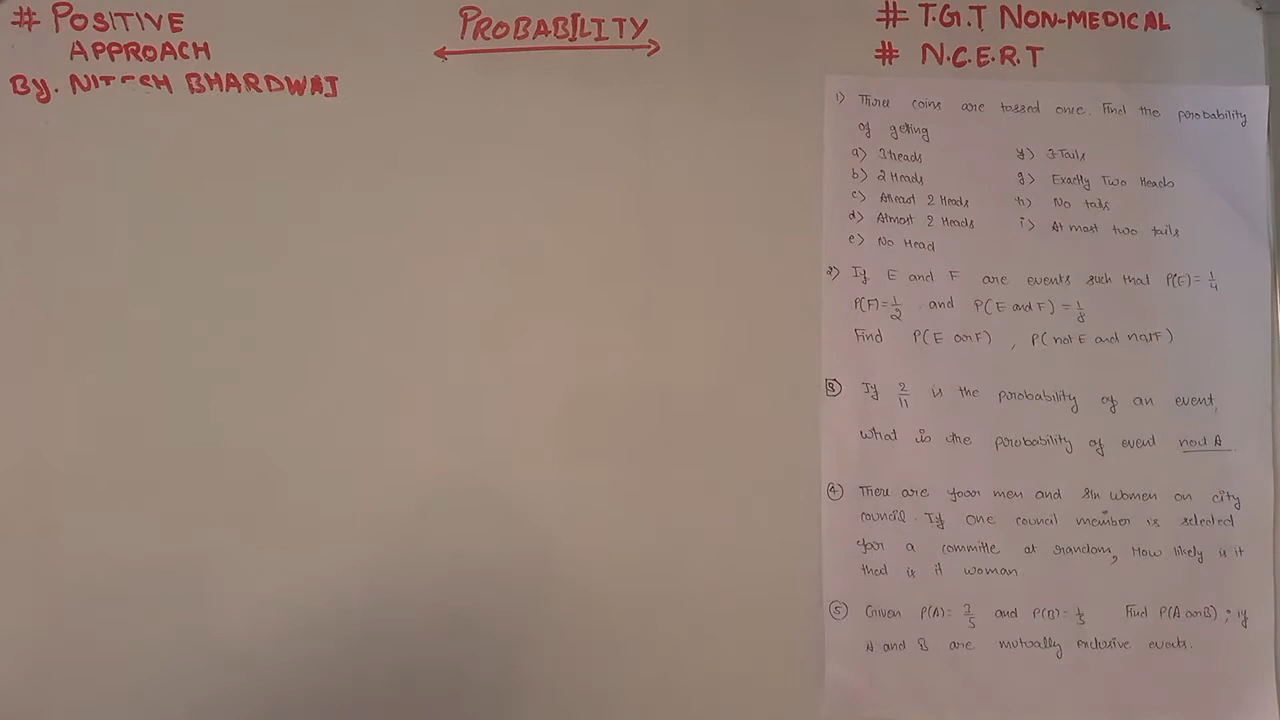 # POSITIVE
APPROACH
By. NITESH BHARDWAJ
PROBABILITY
# T.G.T NON-MEDICAL
# N.C.E.R.T
1) Three coins are tossed once. Find the probability
of geting
a) 3 heads
b) 2 Heads
c) Atleast 2 Heads
d) Atmost 2 Heads
e) No Head
f) 3 Tails
g) Exactly Two Heads
h) No tails
i) At most two tails
2) If E and F are events such that P(E)=1/4
P(F)=1/2 and P(E and F)=1/8
Find P(E or F), P(not E and not F)
3 If 2/11 is the probability of an event,
what is the probability of event not A
4 There are four men and six women on city
council. If one council member is selected
for a committe at random, How likely is it
that is it woman.
5 Given P(A)=3/5 and P(B)=1/5 Find P(A or B); if
A and B are mutually exclusive events.